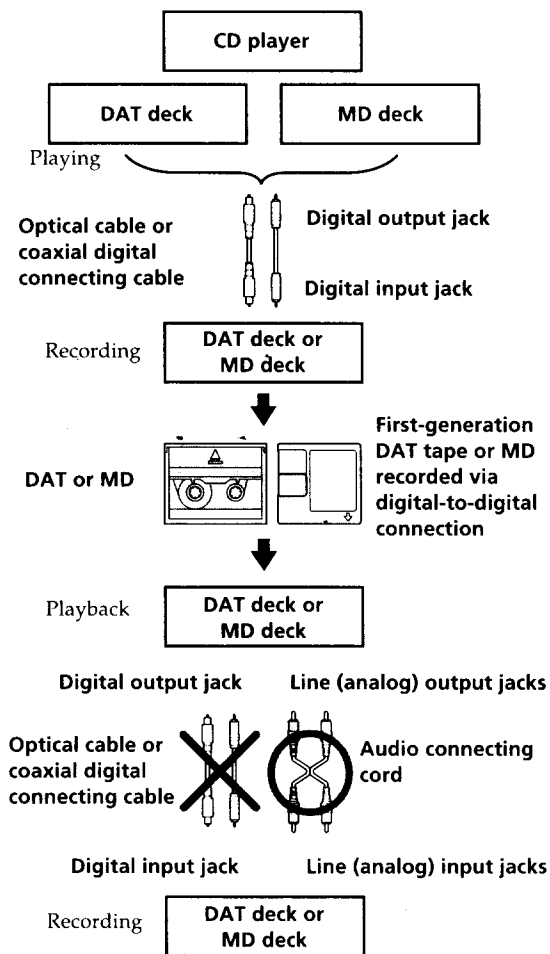 CD player
DAT deck
MD deck
Playing
Optical cable or
coaxial digital
connecting cable
Digital output jack
Digital input jack
Recording
DAT deck or
MD deck
DAT or MD
First-generation
DAT tape or MD
recorded via
digital-to-digital
connection
Playback
DAT deck or
MD deck
Digital output jack
Line (analog) output jacks
Optical cable or
coaxial digital
connecting cable
Audio connecting
cord
Digital input jack
Line (analog) input jacks
Recording
DAT deck or
MD deck